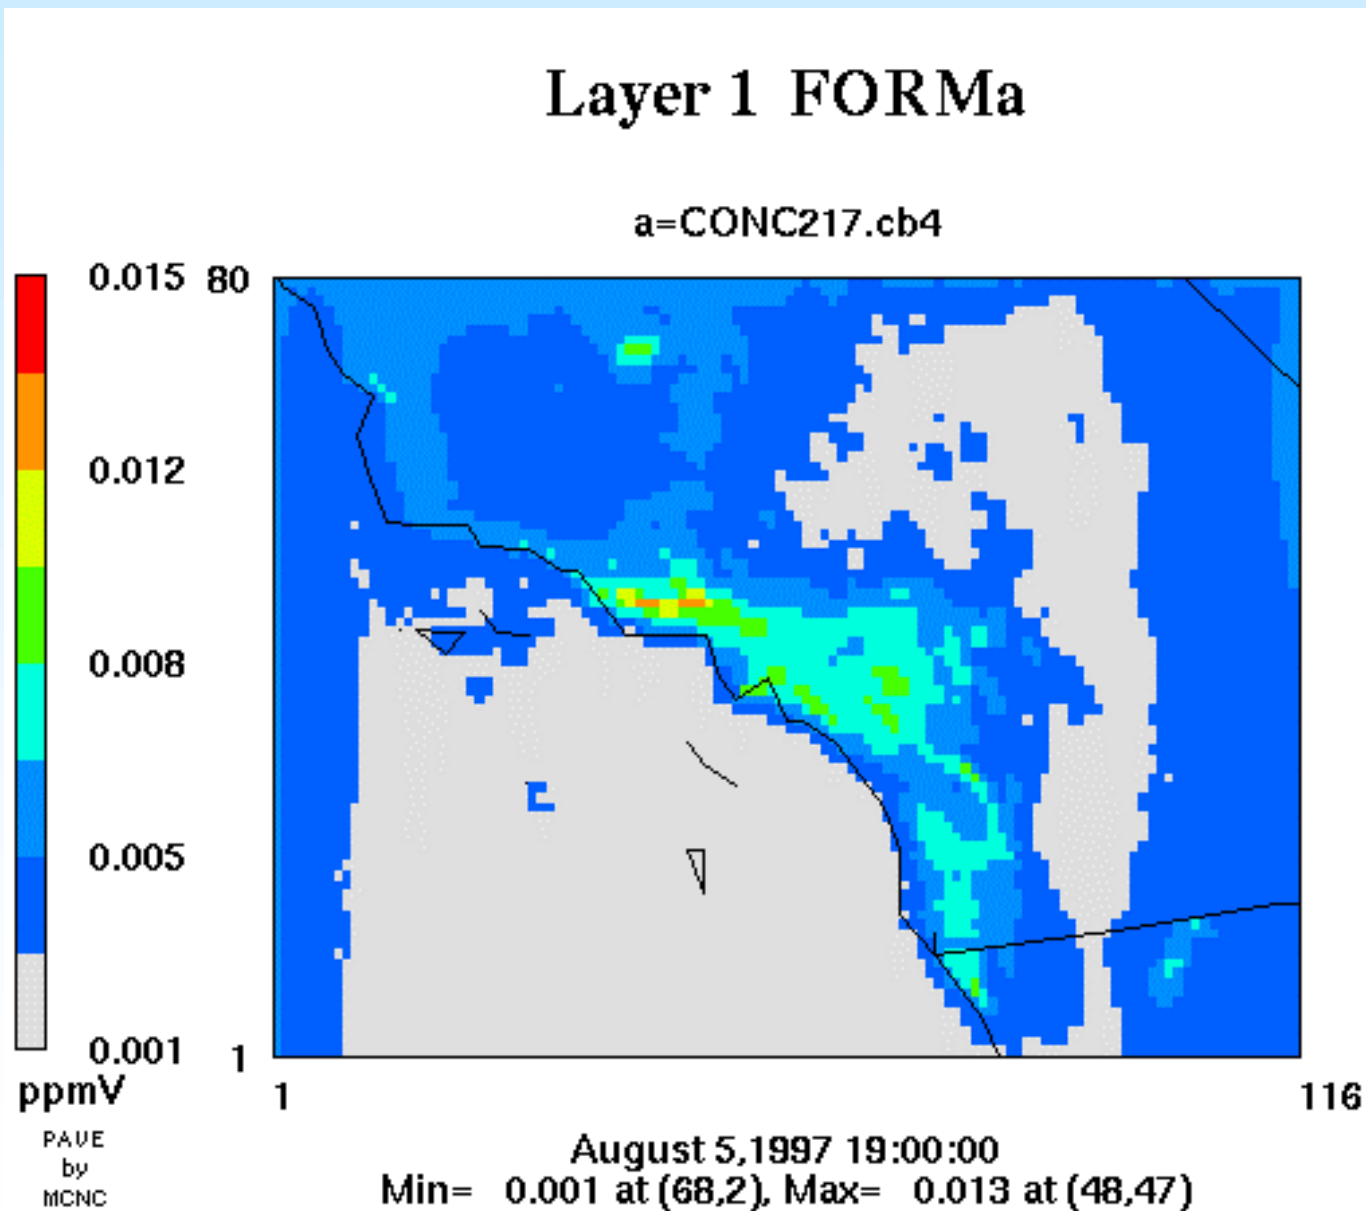 Layer 1 FORMa
a=CONC217.cb4
0.015
0.012
0.008
0.005
0.001
ppmV
80
1
1
116
PAVE
by
MCNC
August 5,1997 19:00:00
Min= 0.001 at (68,2), Max= 0.013 at (48,47)